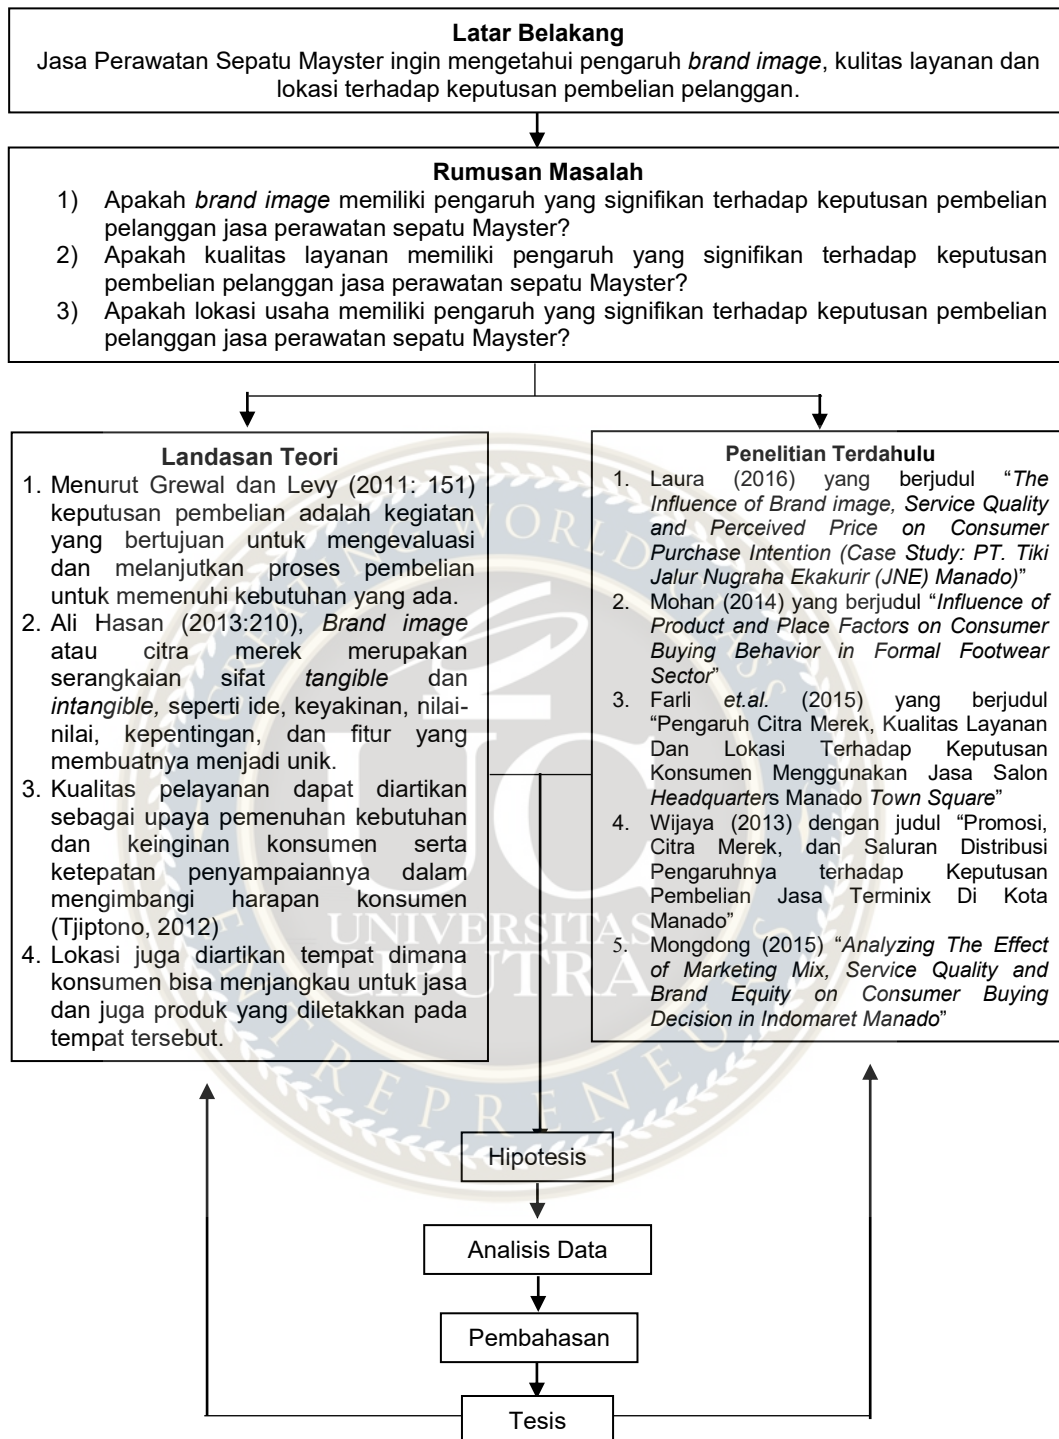 Latar Belakang
Jasa Perawatan Sepatu Mayster ingin mengetahui pengaruh brand image, kulitas layanan dan
lokasi terhadap keputusan pembelian pelanggan.
Rumusan Masalah
1) Apakah brand image memiliki pengaruh yang signifikan terhadap keputusan pembelian
pelanggan jasa perawatan sepatu Mayster?
2) Apakah kualitas layanan memiliki pengaruh yang signifikan terhadap keputusan
pembelian pelanggan jasa perawatan sepatu Mayster?
3) Apakah lokasi usaha memiliki pengaruh yang signifikan terhadap keputusan pembelian
pelanggan jasa perawatan sepatu Mayster?
Landasan Teori
1. Menurut Grewal dan Levy (2011: 151)
keputusan pembelian adalah kegiatan
yang bertujuan untuk mengevaluasi
dan melanjutkan proses pembelian
untuk memenuhi kebutuhan yang ada.
2. Ali Hasan (2013:210), Brand image
atau citra merek merupakan
serangkaian sifat tangible dan
intangible, seperti ide, keyakinan, nilai-
nilai, kepentingan, dan fitur yang
membuatnya menjadi unik.
3. Kualitas pelayanan dapat diartikan
sebagai upaya pemenuhan kebutuhan
dan keinginan konsumen serta
ketepatan penyampaiannya dalam
mengimbangi harapan konsumen
(Tjiptono, 2012)
4. Lokasi juga diartikan tempat dimana
konsumen bisa menjangkau untuk jasa
dan juga produk yang diletakkan pada
tempat tersebut.
Penelitian Terdahulu
1. Laura (2016) yang berjudul “The
Influence of Brand image, Service Quality
and Perceived Price on Consumer
Purchase Intention (Case Study: PT. Tiki
Jalur Nugraha Ekakurir (JNE) Manado)”
2. Mohan (2014) yang berjudul “Influence of
Product and Place Factors on Consumer
Buying Behavior in Formal Footwear
Sector”
3. Farli et.al. (2015) yang berjudul
“Pengaruh Citra Merek, Kualitas Layanan
Dan Lokasi Terhadap Keputusan
Konsumen Menggunakan Jasa Salon
Headquarters Manado Town Square”
4. Wijaya (2013) dengan judul “Promosi,
Citra Merek, dan Saluran Distribusi
Pengaruhnya terhadap Keputusan
Pembelian Jasa Terminix Di Kota
Manado”
5. Mongdong (2015) “Analyzing The Effect
of Marketing Mix, Service Quality and
Brand Equity on Consumer Buying
Decision in Indomaret Manado”
CREATING WORLD CLASS
UC
UNIVERSITAS
CIPUTRA
ENTREPRENEURS
Hipotesis
Analisis Data
Pembahasan
Tesis